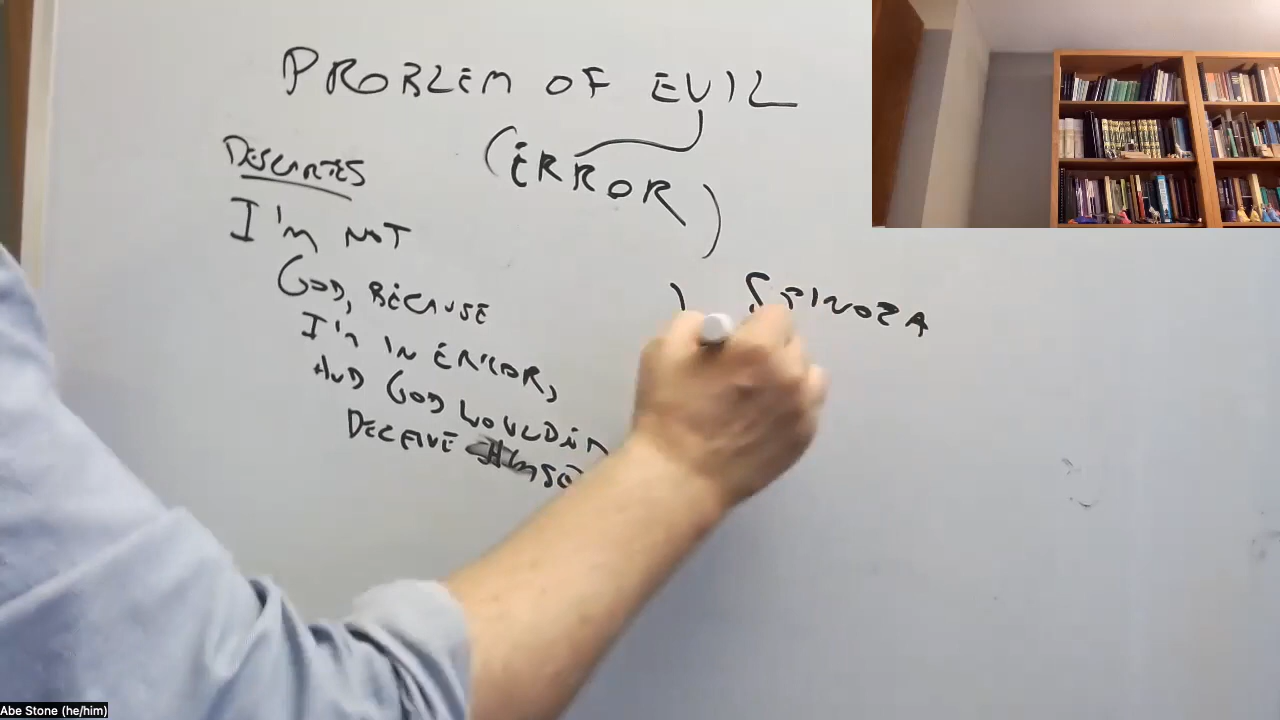 PROBLEM OF EVIL
(ERROR)
DESCARTES
I'm NOT
GOD, BECAUSE
I'm IN ERROR,
AND GOD WOULDN
DECEIVE
SPINOZA
Abe Stone (he/him)